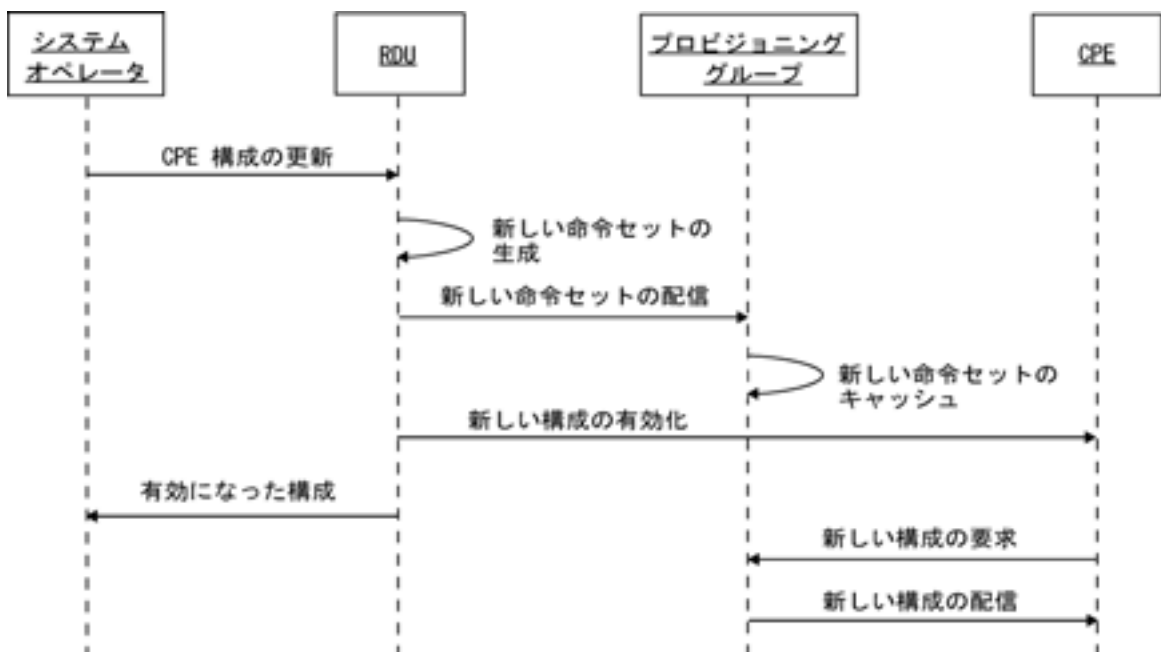 システム
オペレータ
RDU
プロビジョニング
グループ
CPE
CPE 構成の更新
新しい命令セットの
生成
新しい命令セットの配信
新しい命令セットの
キャッシュ
新しい構成の有効化
有効になった構成
新しい構成の要求
新しい構成の配信